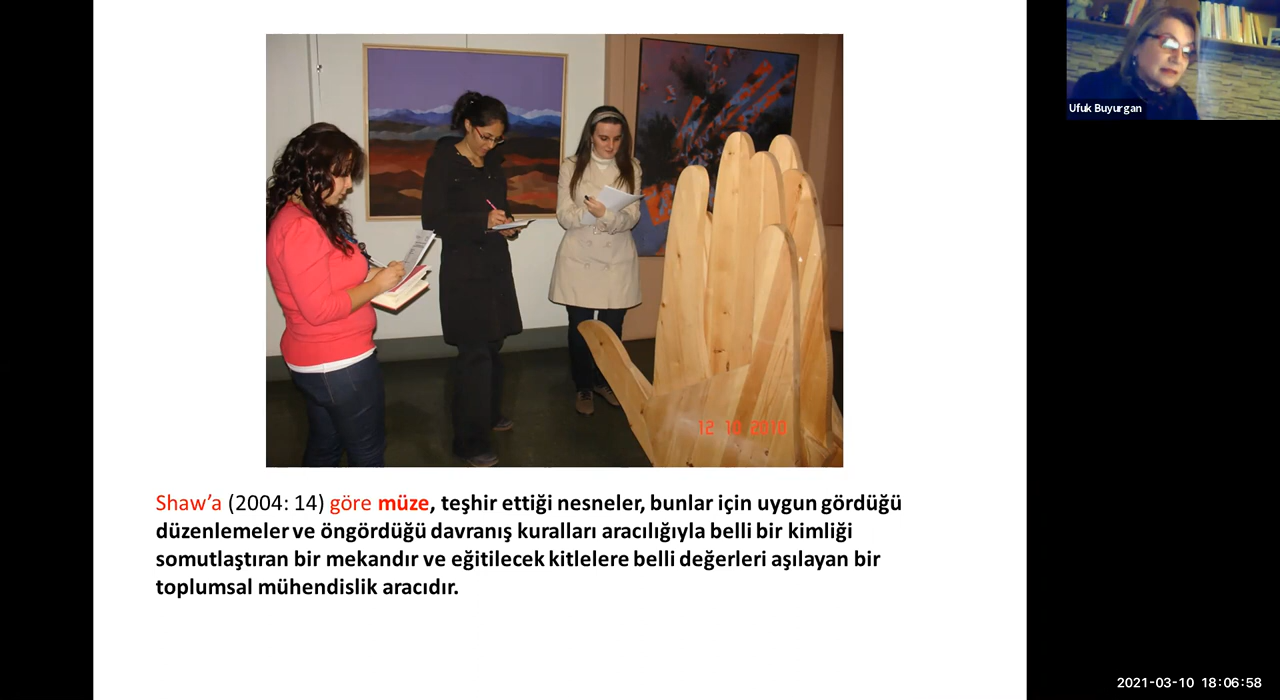 Ufuk Buyurgan
12 10 2010
Shaw’a (2004: 14) göre müze, teşhir ettiği nesneler, bunlar için uygun gördüğü
düzenlemeler ve öngördüğü davranış kuralları aracılığıyla belli bir kimliği
somutlaştıran bir mekandır ve eğitilecek kitlelere belli değerleri aşılayan bir
toplumsal mühendislik aracıdır.
2021-03-10 18:06:58